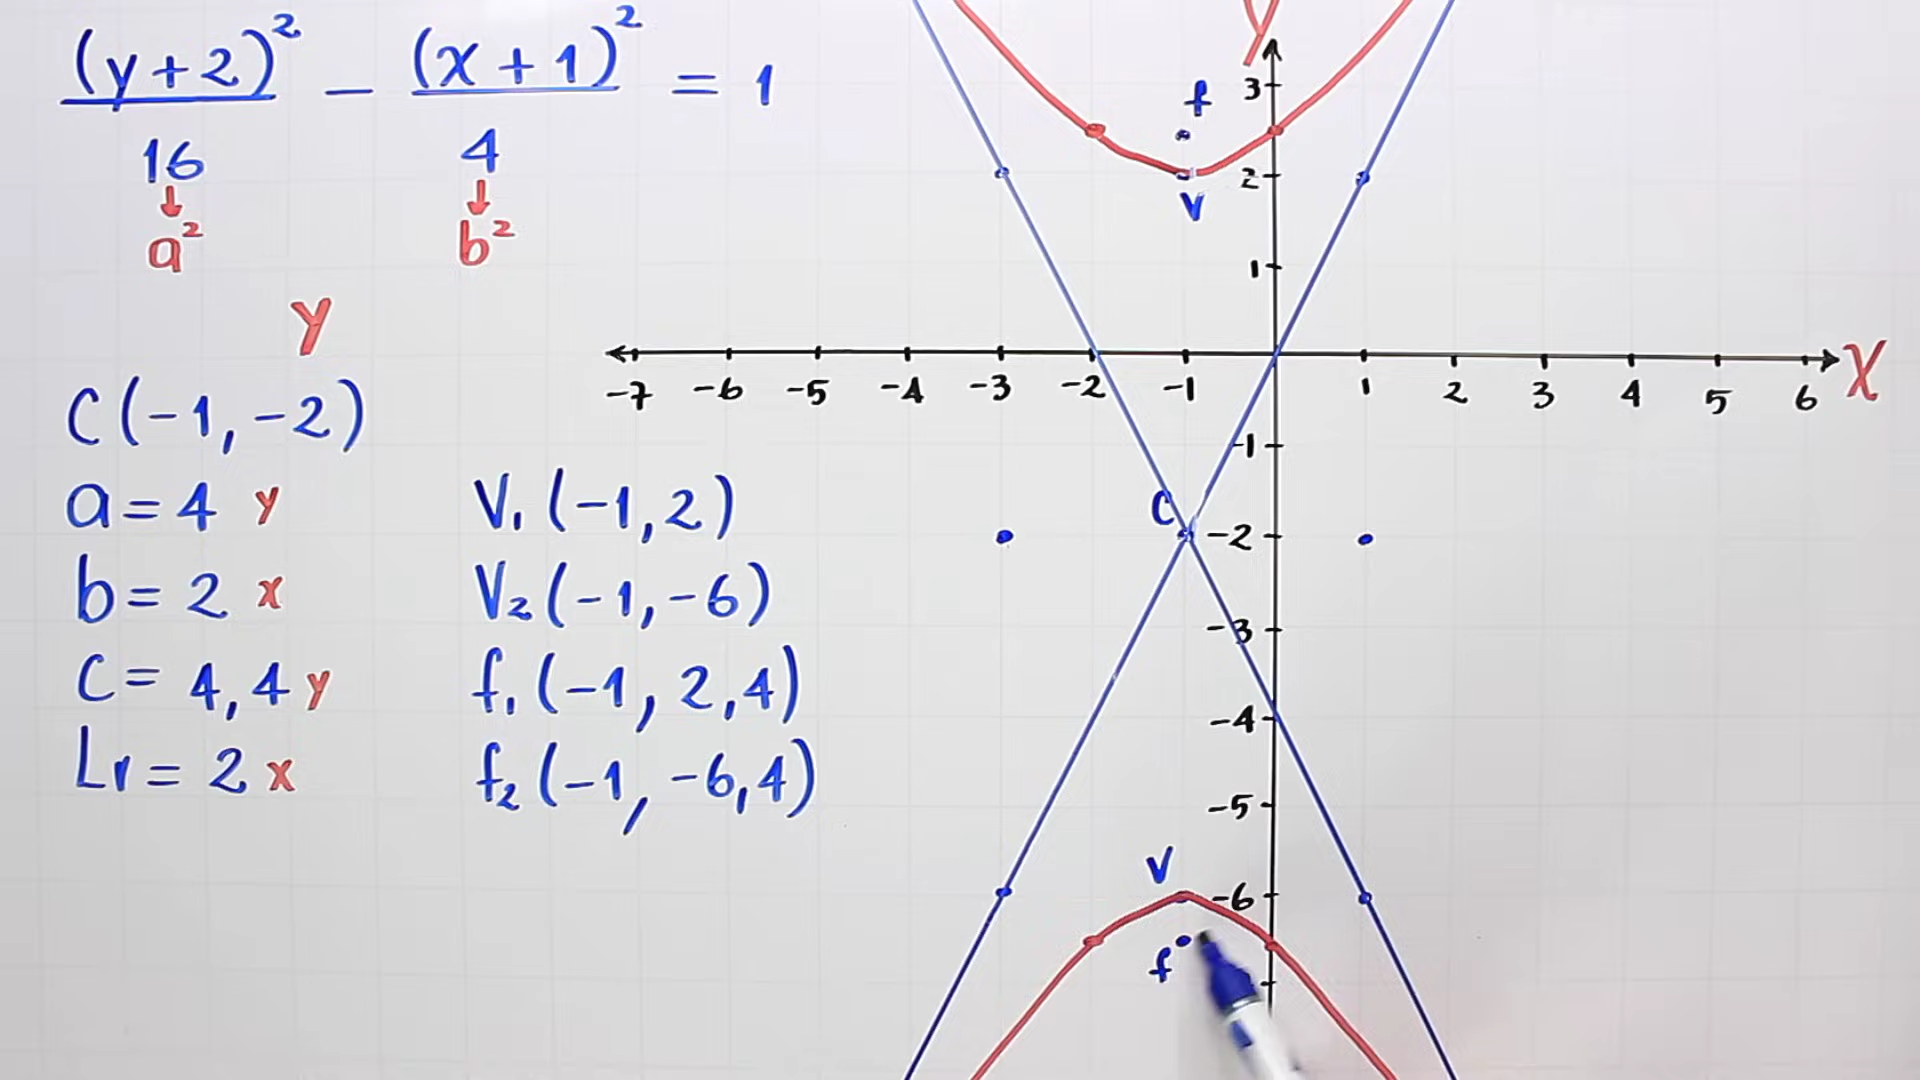 (y+2)² − (x+1)² = 1
16 4
a² b²
y
C(-1,-2)
a = 4 y
b = 2 x
c = 4,4 y
Lr = 2 x
V₁(-1,2)
V₂(-1,-6)
f₁(-1, 2,4)
f₂(-1, -6,4)
y
3
f
2
V
1
-7 -6 -5 -4 -3 -2 -1 1 2 3 4 5 6 X
-1
C
-2
-3
-4
-5
V
-6
f